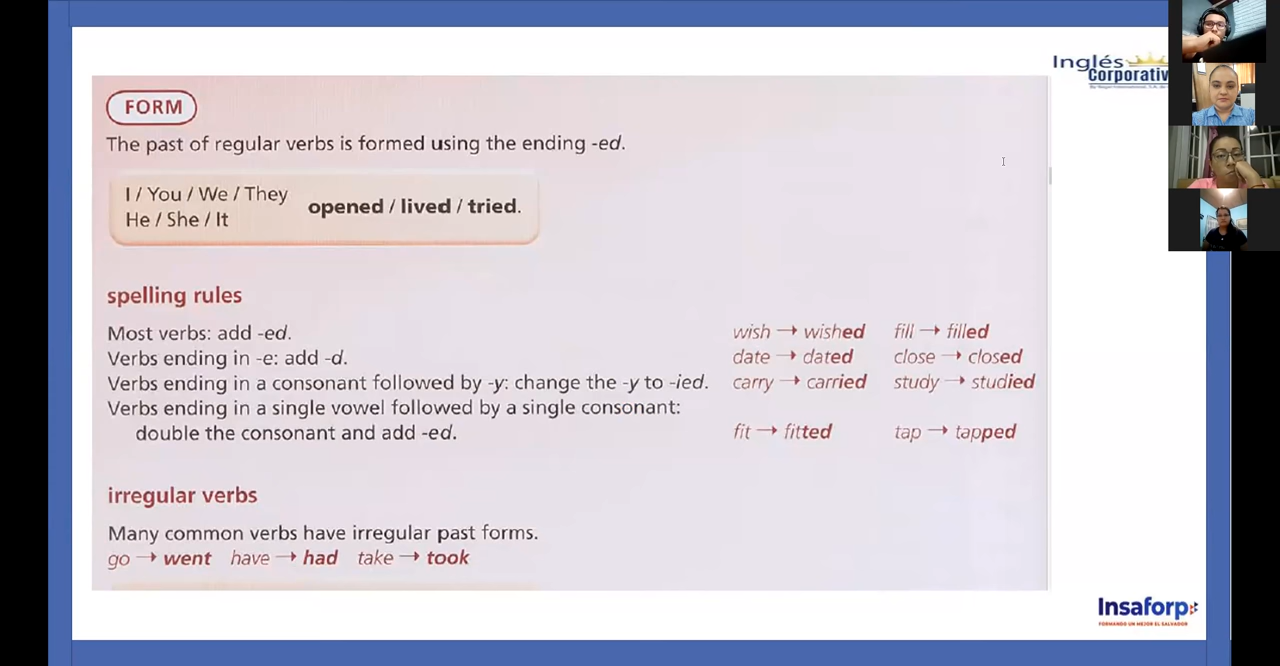 Inglés
Corporativ
FORM
The past of regular verbs is formed using the ending -ed.
I / You / We / They
He / She / It
opened / lived / tried.
spelling rules
Most verbs: add -ed. wish → wished fill → filled
Verbs ending in -e: add -d. date → dated close → closed
Verbs ending in a consonant followed by -y: change the -y to -ied. carry → carried study → studied
Verbs ending in a single vowel followed by a single consonant:
double the consonant and add -ed. fit → fitted tap → tapped
irregular verbs
Many common verbs have irregular past forms.
go → went have → had take → took
Insaforp
FORMANDO UN MEJOR EL SALVADOR